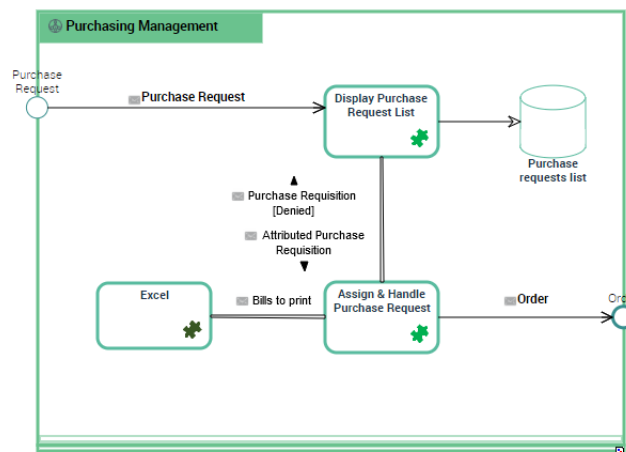 Purchasing Management
Purchase
Request
Purchase Request
Display Purchase
Request List
Purchase
requests list
Purchase Requisition
[Denied]
Attributed Purchase
Requisition
Excel
Bills to print
Assign & Handle
Purchase Request
Order